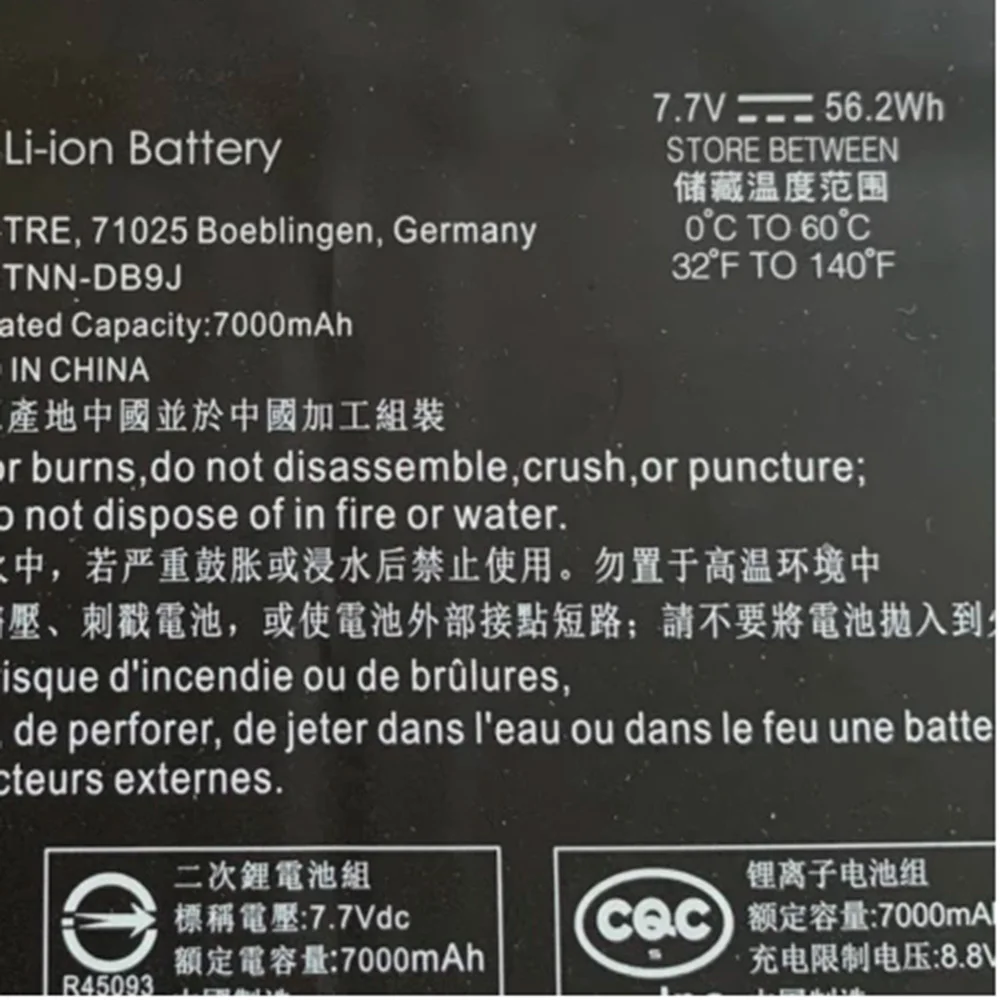 7.7V ⎓ 56.2Wh
Li-ion Battery
STORE BETWEEN
储藏温度范围
0℃ TO 60℃
32℉ TO 140℉
TRE, 71025 Boeblingen, Germany
TNN-DB9J
ated Capacity:7000mAh
IN CHINA
產地中國並於中國加工組裝
or burns,do not disassemble,crush,or puncture;
o not dispose of in fire or water.
中，若严重鼓胀或浸水后禁止使用。勿置于高温环境中
壓、刺戳電池，或使電池外部接點短路；請不要將電池拋入到
isque d'incendie ou de brûlures,
de perforer, de jeter dans l'eau ou dans le feu une batte
cteurs externes.
二次鋰電池組
標稱電壓:7.7Vdc
額定電容量:7000mAh
R45093
CQC
S
锂离子电池组
额定容量:7000mA
充电限制电压:8.8V